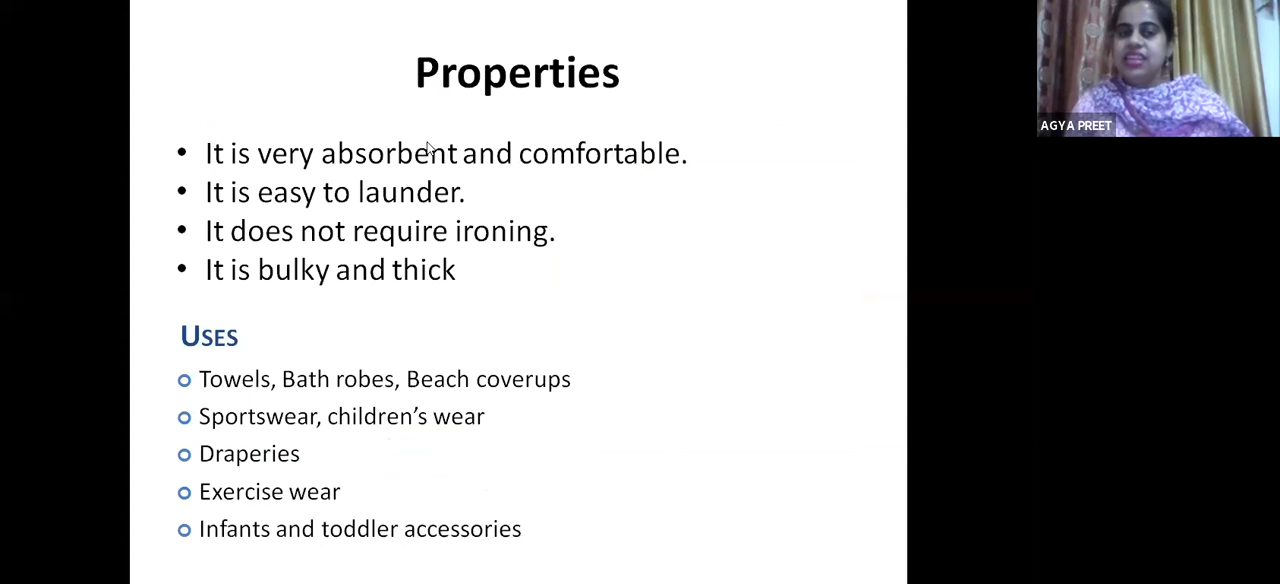 Properties
• It is very absorbent and comfortable.
• It is easy to launder.
• It does not require ironing.
• It is bulky and thick
USES
Towels, Bath robes, Beach coverups
Sportswear, children’s wear
Draperies
Exercise wear
Infants and toddler accessories
AGYA PREET